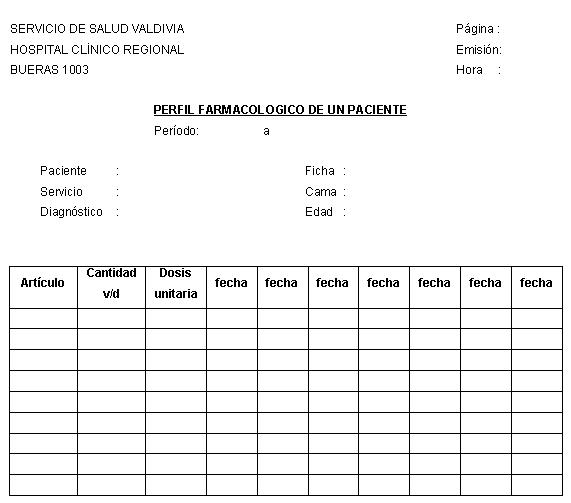 SERVICIO DE SALUD VALDIVIA Página :
HOSPITAL CLÍNICO REGIONAL Emisión:
BUERAS 1003 Hora :
PERFIL FARMACOLOGICO DE UN PACIENTE
Período: a
Paciente : Ficha :
Servicio : Cama :
Diagnóstico : Edad :
Artículo Cantidad v/d Dosis unitaria fecha fecha fecha fecha fecha fecha fecha